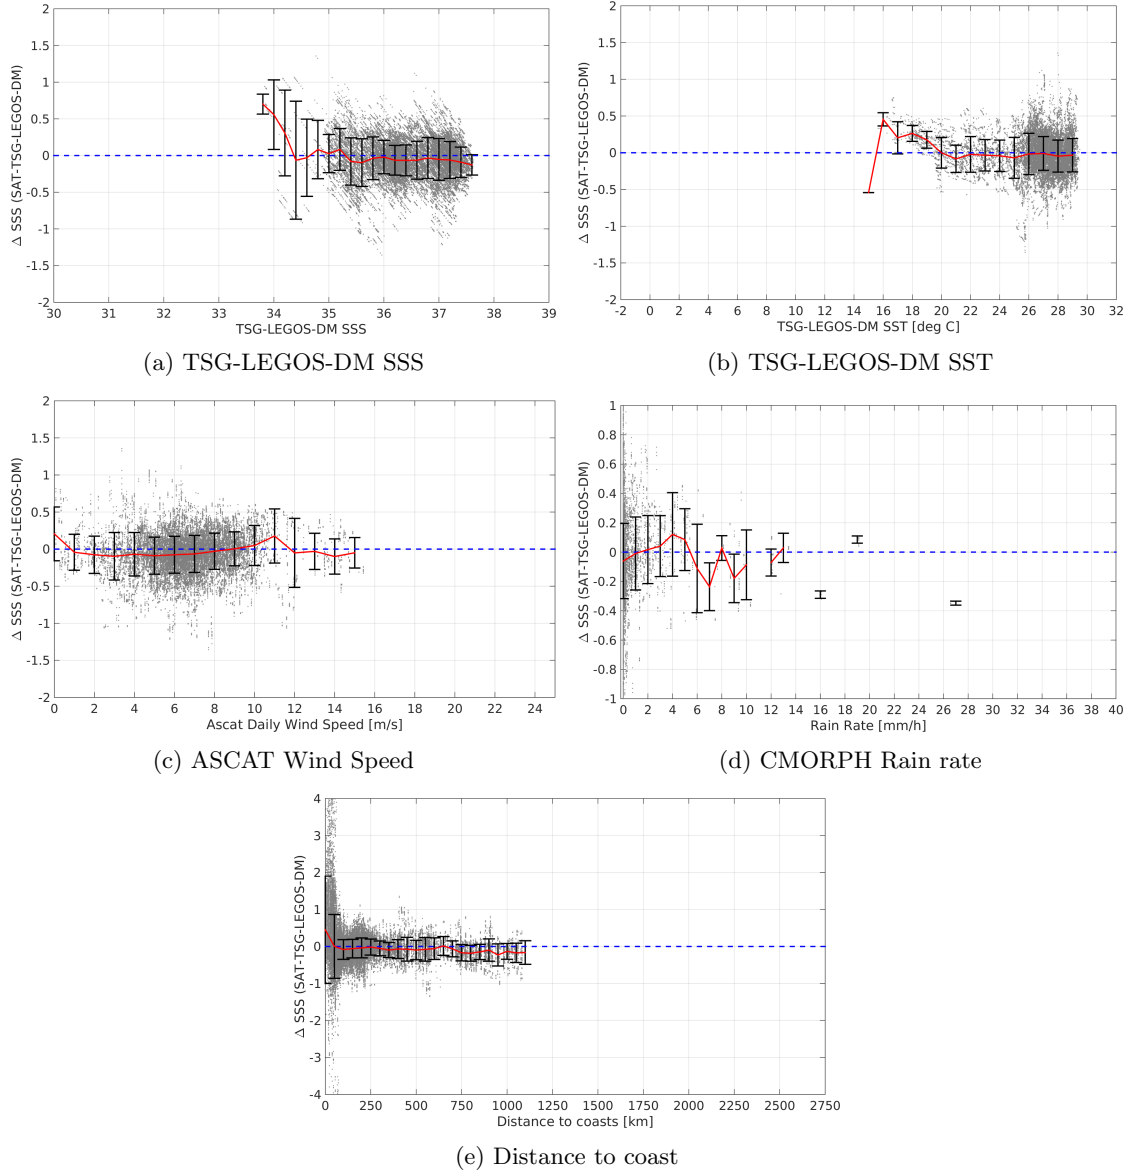 2
1.5
1
0.5
0
-0.5
-1
-1.5
-2
Δ SSS (SAT-TSG-LEGOS-DM)
30 31 32 33 34 35 36 37 38 39
TSG-LEGOS-DM SSS
(a) TSG-LEGOS-DM SSS
2
1.5
1
0.5
0
-0.5
-1
-1.5
-2
Δ SSS (SAT-TSG-LEGOS-DM)
-2 0 2 4 6 8 10 12 14 16 18 20 22 24 26 28 30 32
TSG-LEGOS-DM SST [deg C]
(b) TSG-LEGOS-DM SST
2
1.5
1
0.5
0
-0.5
-1
-1.5
-2
Δ SSS (SAT-TSG-LEGOS-DM)
0 2 4 6 8 10 12 14 16 18 20 22 24
Ascat Daily Wind Speed [m/s]
(c) ASCAT Wind Speed
1
0.8
0.6
0.4
0.2
0
-0.2
-0.4
-0.6
-0.8
-1
Δ SSS (SAT-TSG-LEGOS-DM)
0 2 4 6 8 10 12 14 16 18 20 22 24 26 28 30 32 34 36 38 40
Rain Rate [mm/h]
(d) CMORPH Rain rate
4
3
2
1
0
-1
-2
-3
-4
Δ SSS (SAT-TSG-LEGOS-DM)
0 250 500 750 1000 1250 1500 1750 2000 2250 2500 2750
Distance to coasts [km]
(e) Distance to coast